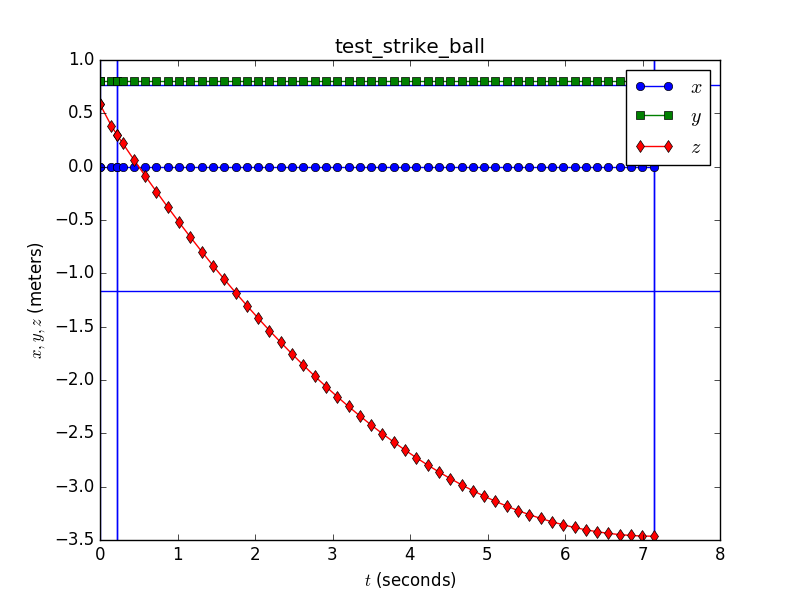 test_strike_ball
1.0
0.5
0.0
−0.5
−1.0
−1.5
−2.0
−2.5
−3.0
−3.5
x, y, z (meters)
x
y
z
0 1 2 3 4 5 6 7 8
t (seconds)